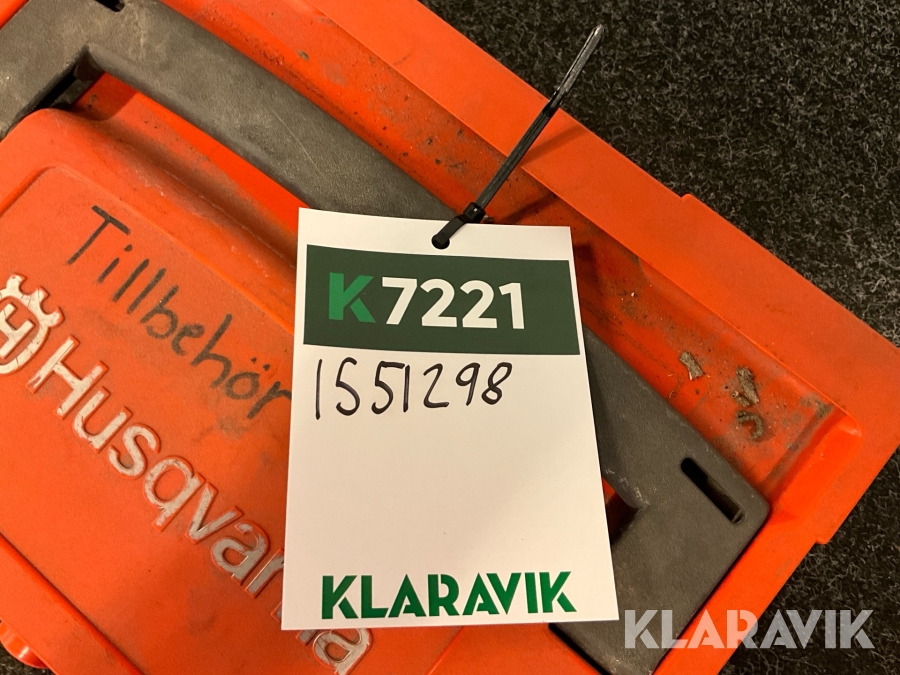 Tillbehör
Husqvarna
K7221
1551298
KLARAVIK
KLARAVIK